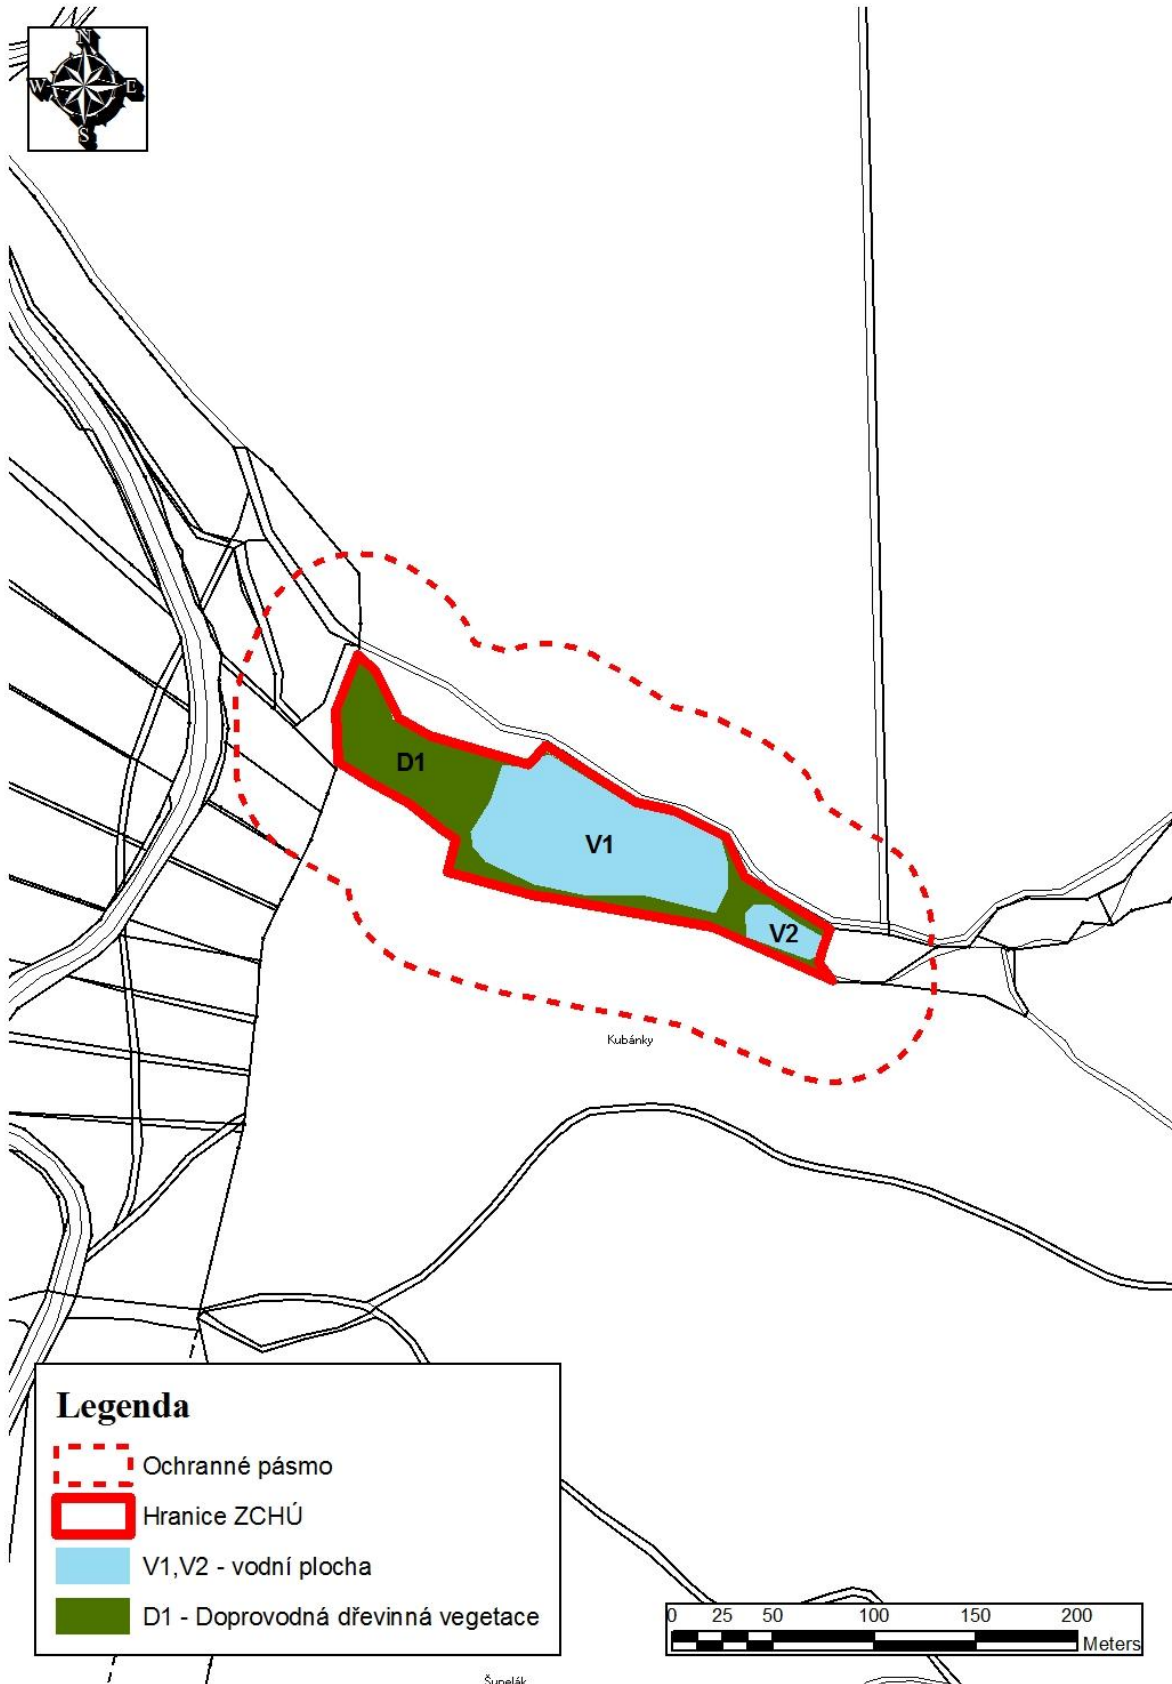 N
W E
S
D1
V1
V2
Kubánky
Legenda
Ochranné pásmo
Hranice ZCHÚ
V1,V2 - vodní plocha
D1 - Doprovodná dřevinná vegetace
0 25 50 100 150 200
Meters
Šupelák